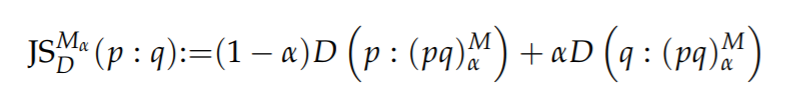 JS_D^{M_α}(p : q):=(1 − α)D (p : (pq)_α^M) + αD (q : (pq)_α^M)